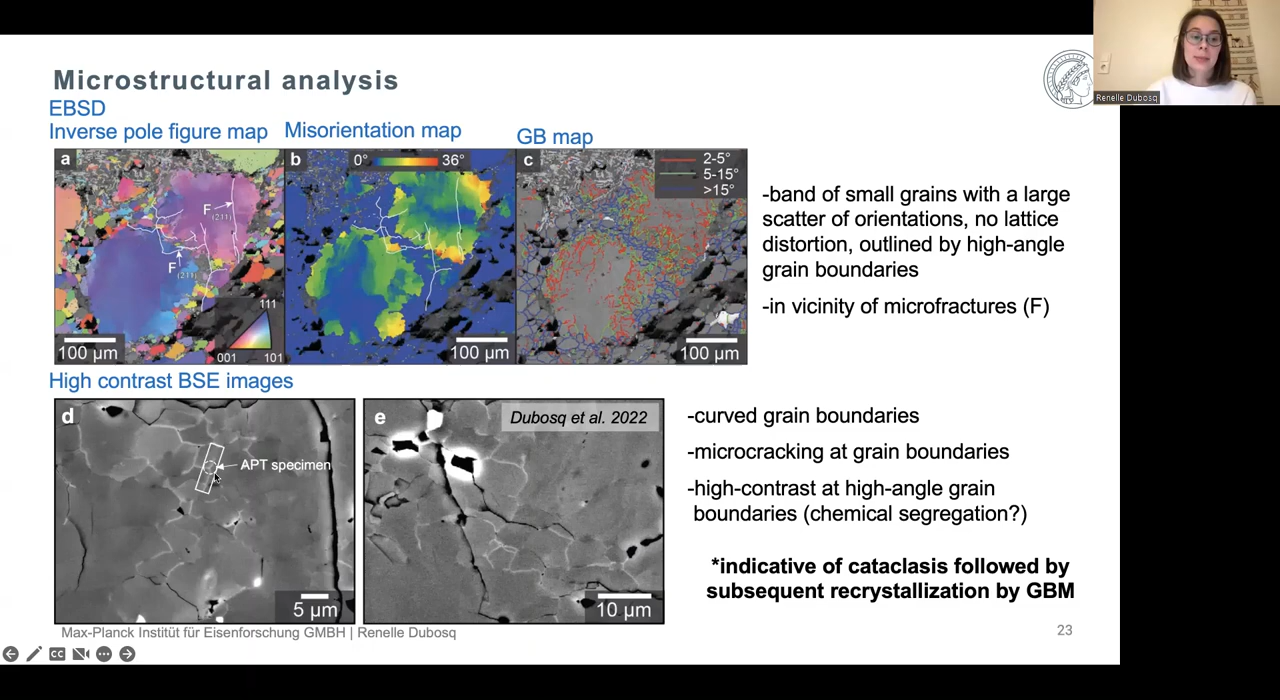 Microstructural analysis
EBSD
Inverse pole figure map
Misorientation map
GB map
a
F
(211)
F
(211)
111
001 101
100 µm
b
0° 36°
100 µm
c
2-5°
5-15°
>15°
100 µm
-band of small grains with a large
scatter of orientations, no lattice
distortion, outlined by high-angle
grain boundaries
-in vicinity of microfractures (F)
High contrast BSE images
d
APT specimen
5 µm
e
Dubosq et al. 2022
10 µm
-curved grain boundaries
-microcracking at grain boundaries
-high-contrast at high-angle grain
boundaries (chemical segregation?)
*indicative of cataclasis followed by
subsequent recrystallization by GBM
Max-Planck Institüt für Eisenforschung GMBH | Renelle Dubosq
23
CC
Renelle Dubosq